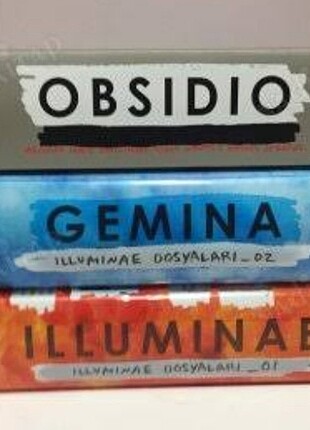 OBSIDIO
GEMINA
ILLUMINAE DOSYALARI_02
ILLUMINAE
ILLUMINAE DOSYALARI_01